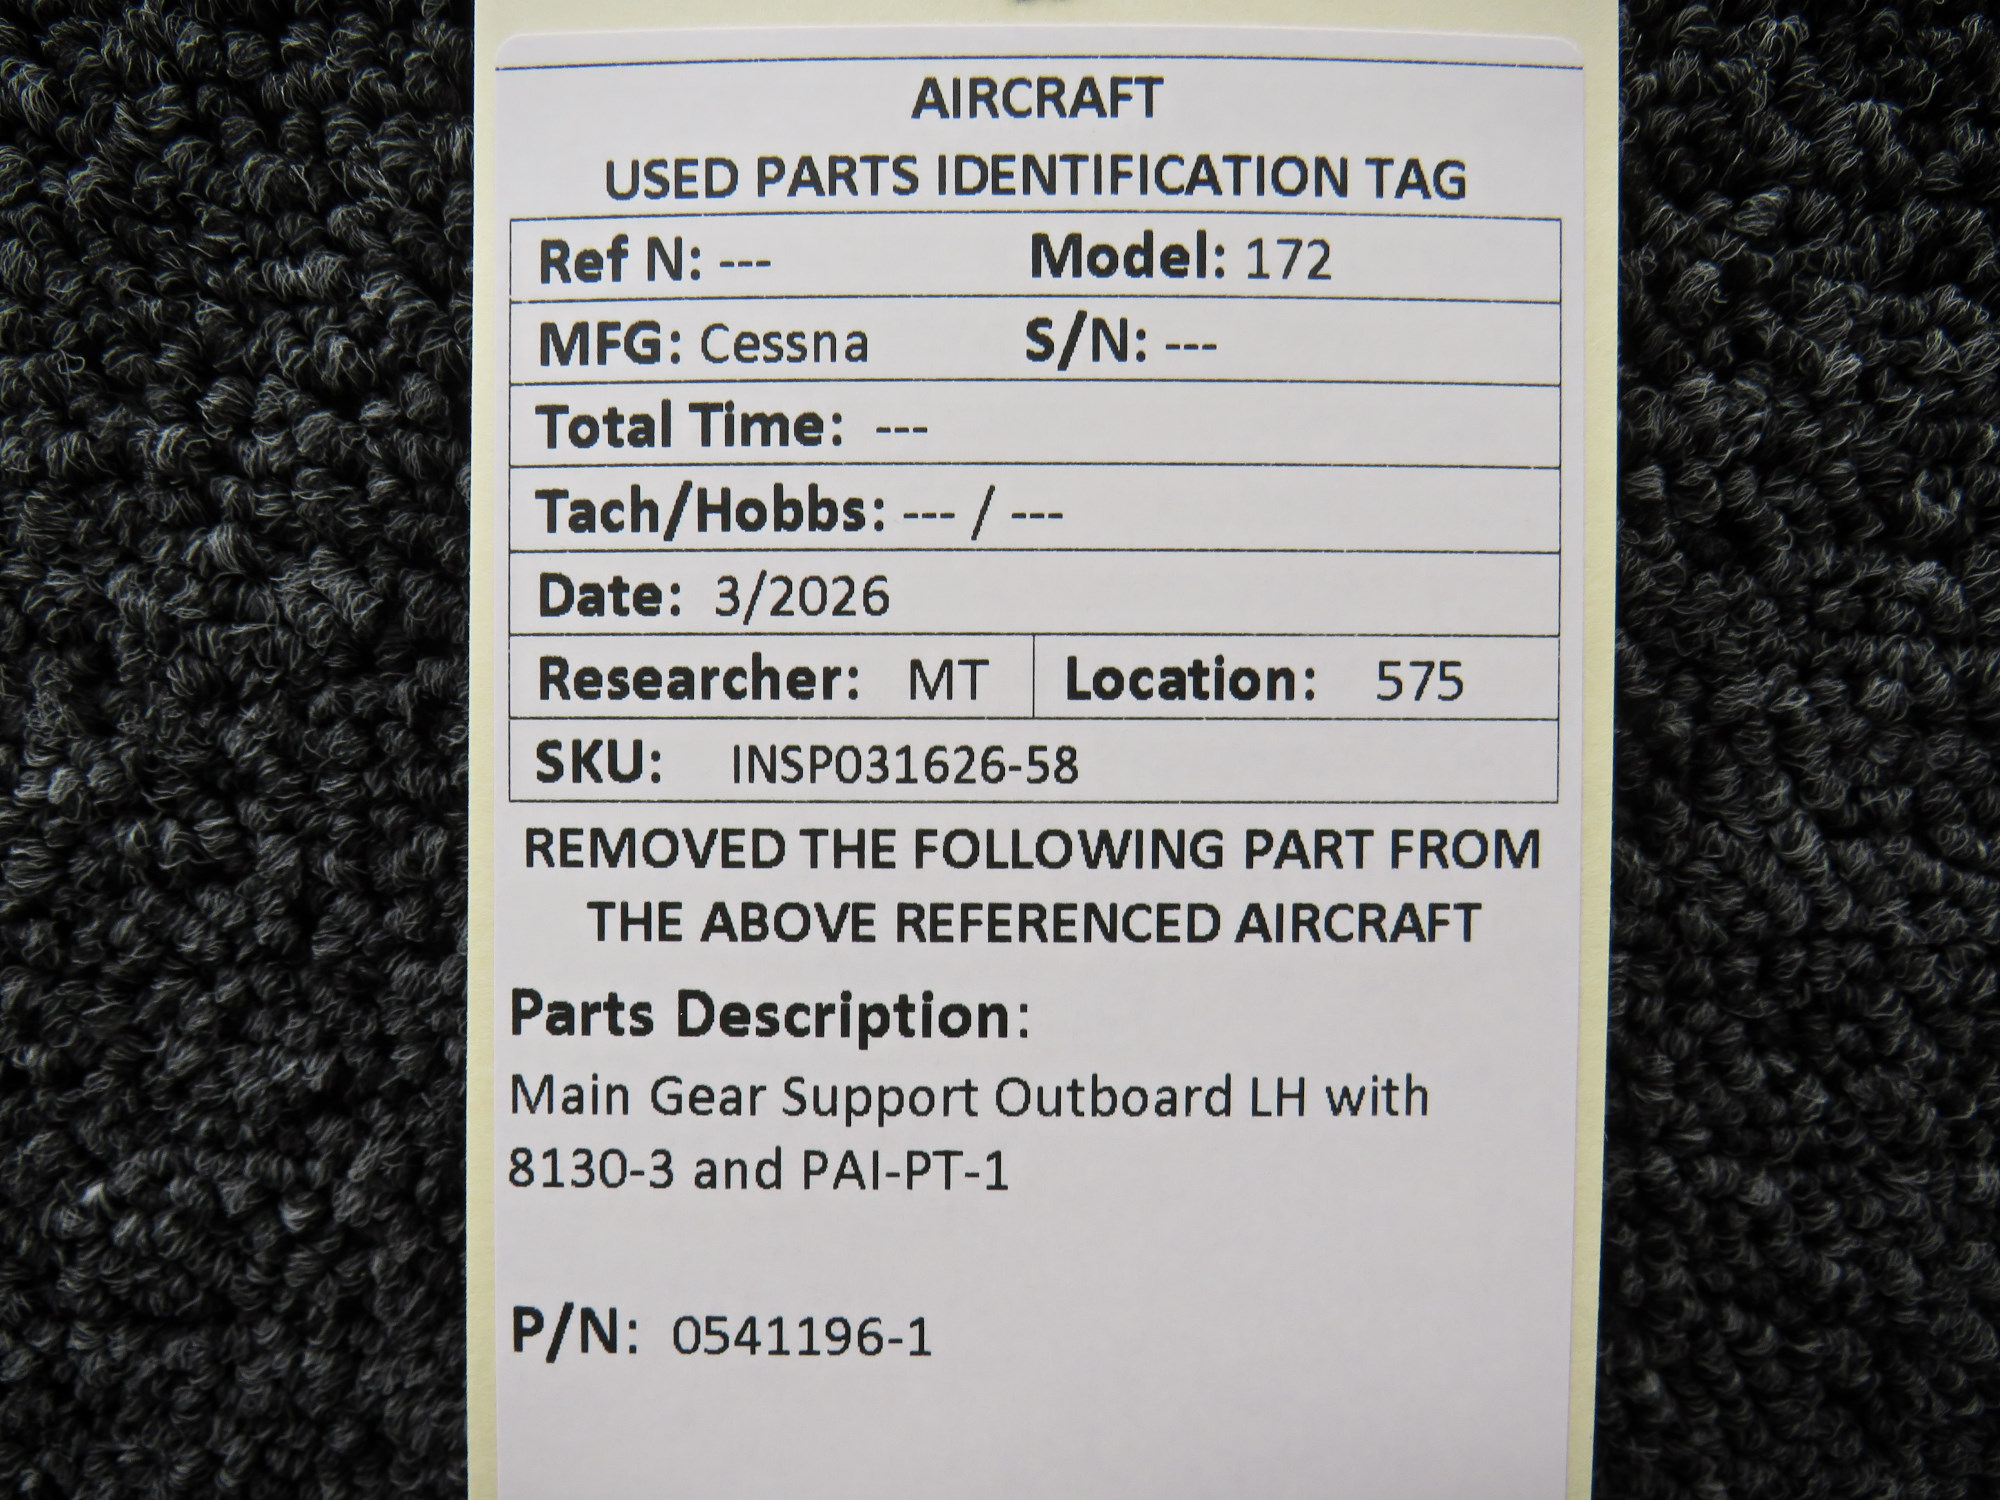 AIRCRAFT
USED PARTS IDENTIFICATION TAG
Ref N: --- Model: 172
MFG: Cessna S/N: ---
Total Time: ---
Tach/Hobbs: --- / ---
Date: 3/2026
Researcher: MT Location: 575
SKU: INSP031626-58
REMOVED THE FOLLOWING PART FROM
THE ABOVE REFERENCED AIRCRAFT
Parts Description:
Main Gear Support Outboard LH with
8130-3 and PAI-PT-1
P/N: 0541196-1